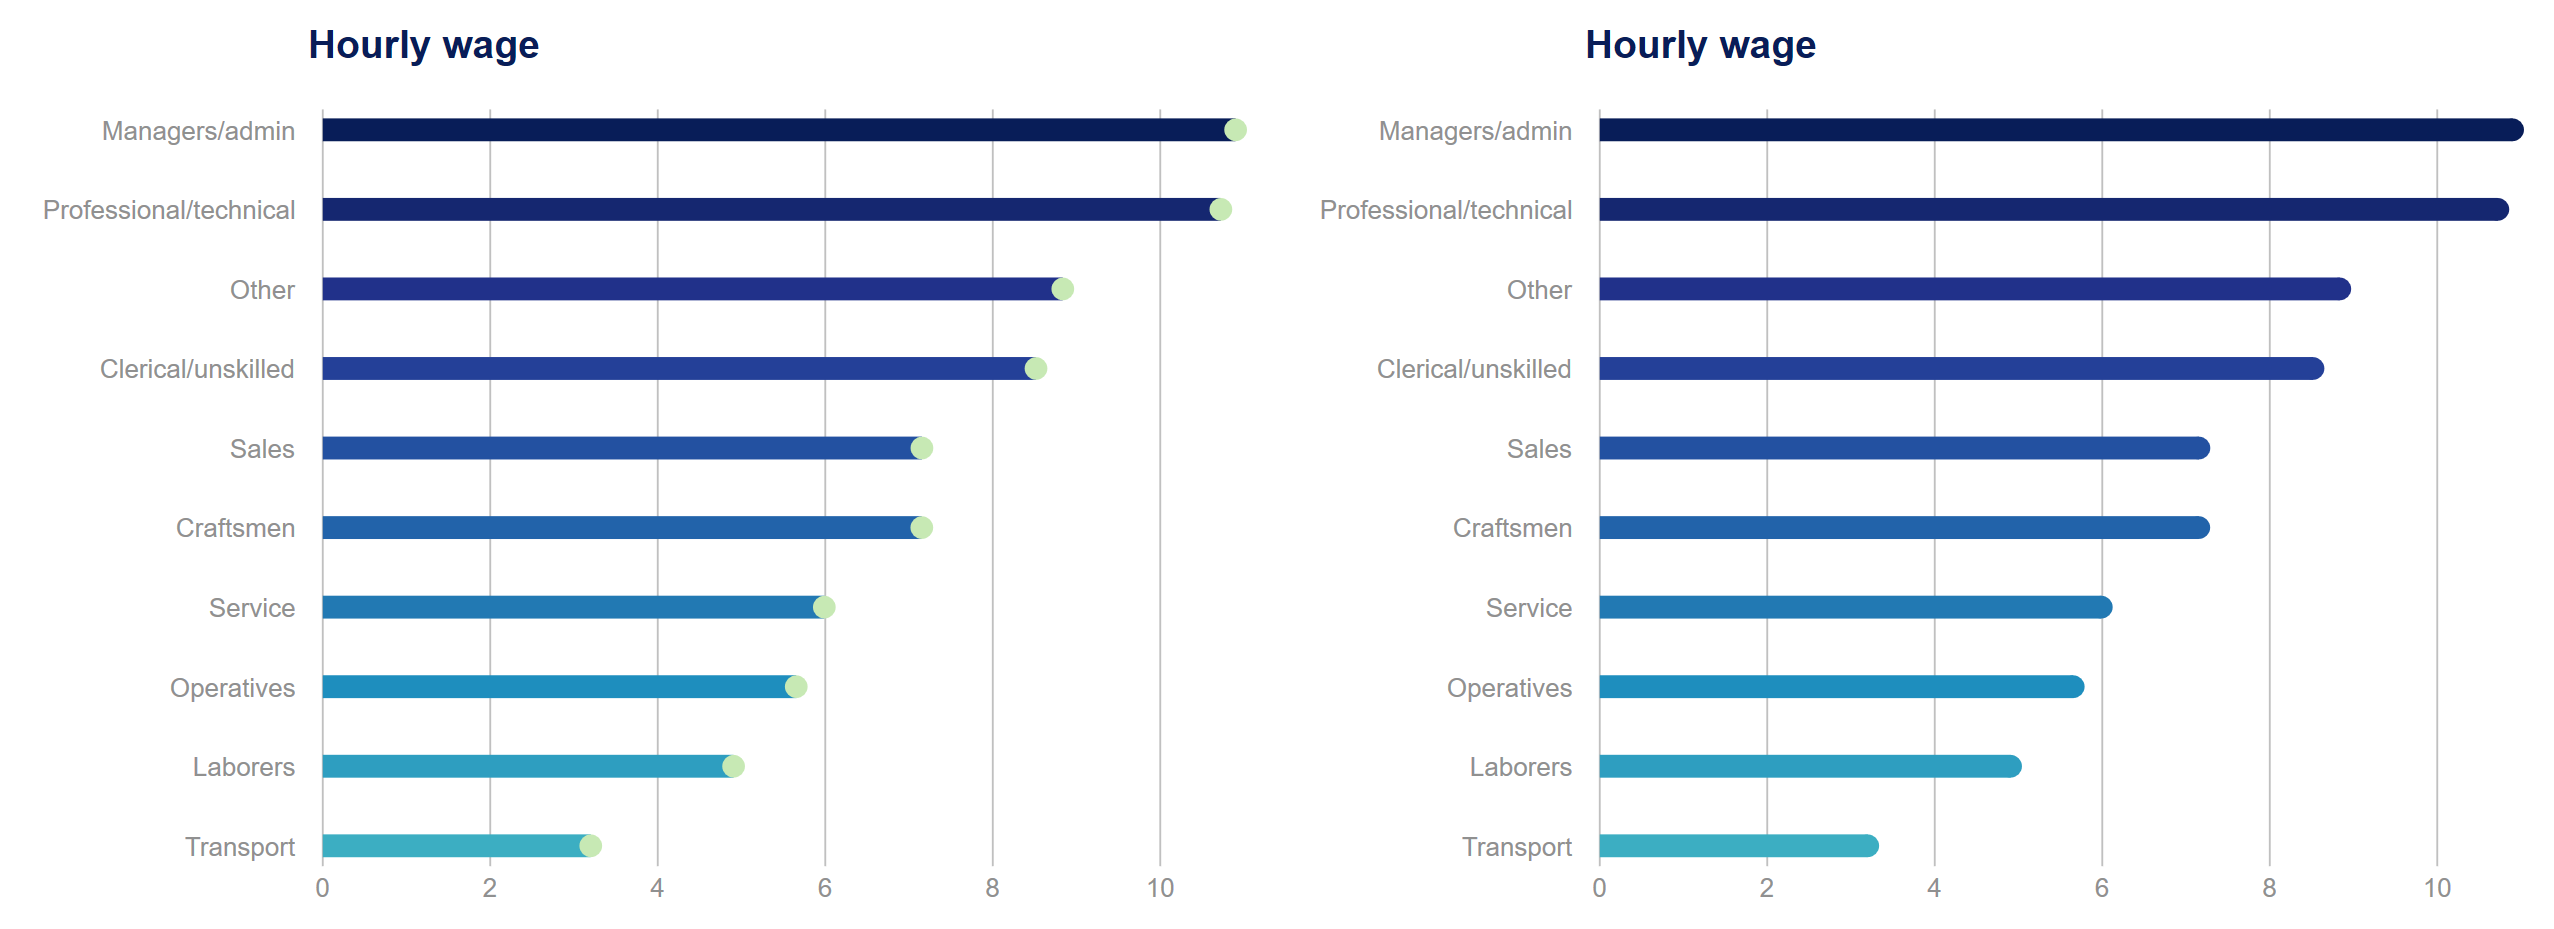 Hourly wage
Managers/admin
Professional/technical
Other
Clerical/unskilled
Sales
Craftsmen
Service
Operatives
Laborers
Transport
0 2 4 6 8 10
Hourly wage
Managers/admin
Professional/technical
Other
Clerical/unskilled
Sales
Craftsmen
Service
Operatives
Laborers
Transport
0 2 4 6 8 10